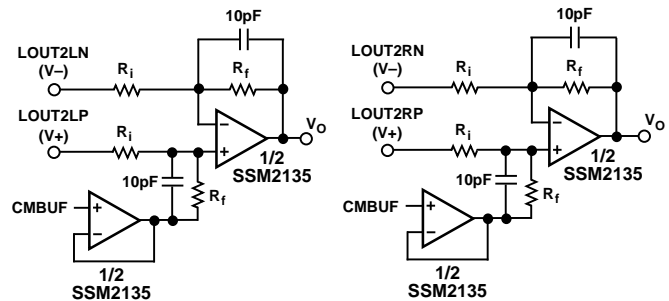 10pF
LOUT2LN
(V–)
Ri
Rf
LOUT2LP
(V+)
Ri
VO
1/2
SSM2135
10pF
Rf
CMBUF
1/2
SSM2135
10pF
LOUT2RN
(V–)
Ri
Rf
LOUT2RP
(V+)
Ri
VO
1/2
SSM2135
10pF
Rf
CMBUF
1/2
SSM2135